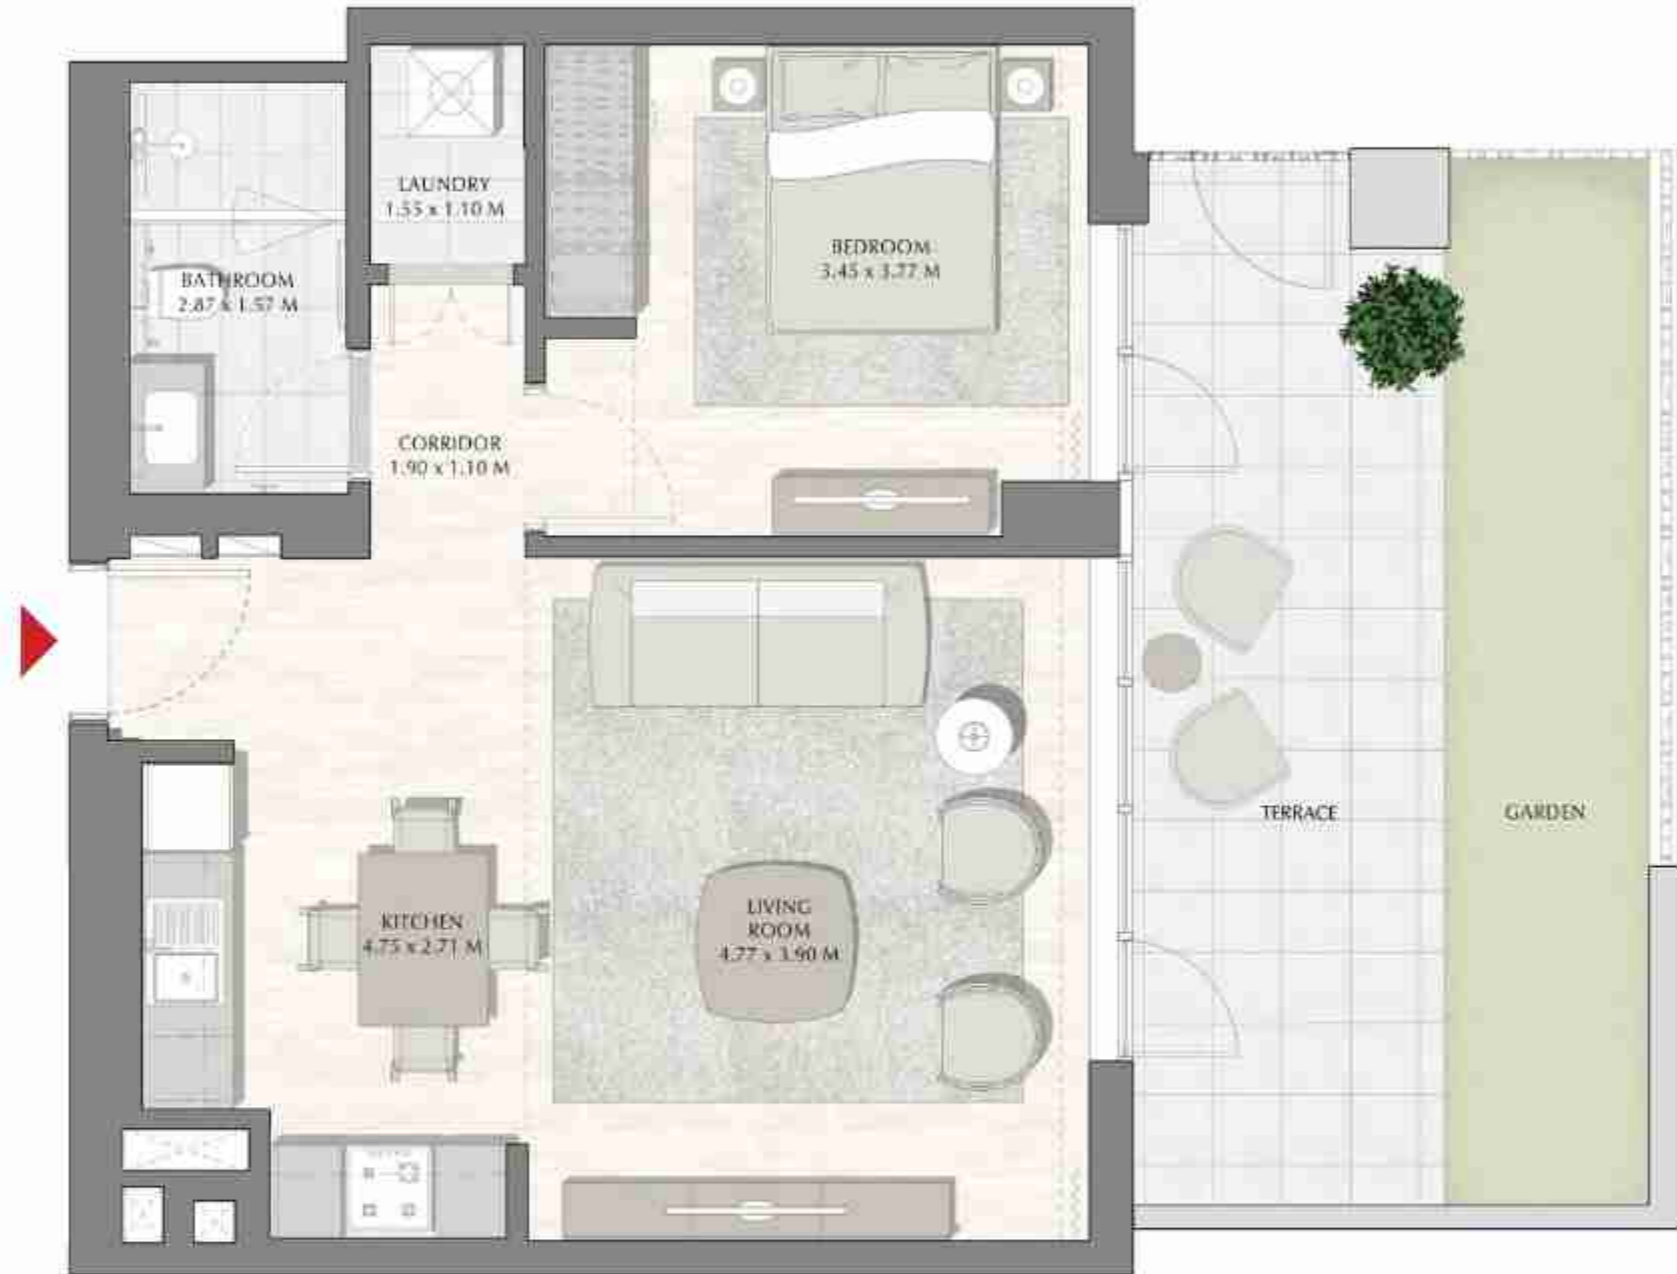 LAUNDRY
1.55 x 1.10 M
BEDROOM
3.45 x 3.77 M
BATHROOM
2.87 x 1.57 M
CORRIDOR
1.90 x 1.10 M
TERRACE
GARDEN
KITCHEN
4.75 x 2.71 M
LIVING
ROOM
4.77 x 3.90 M